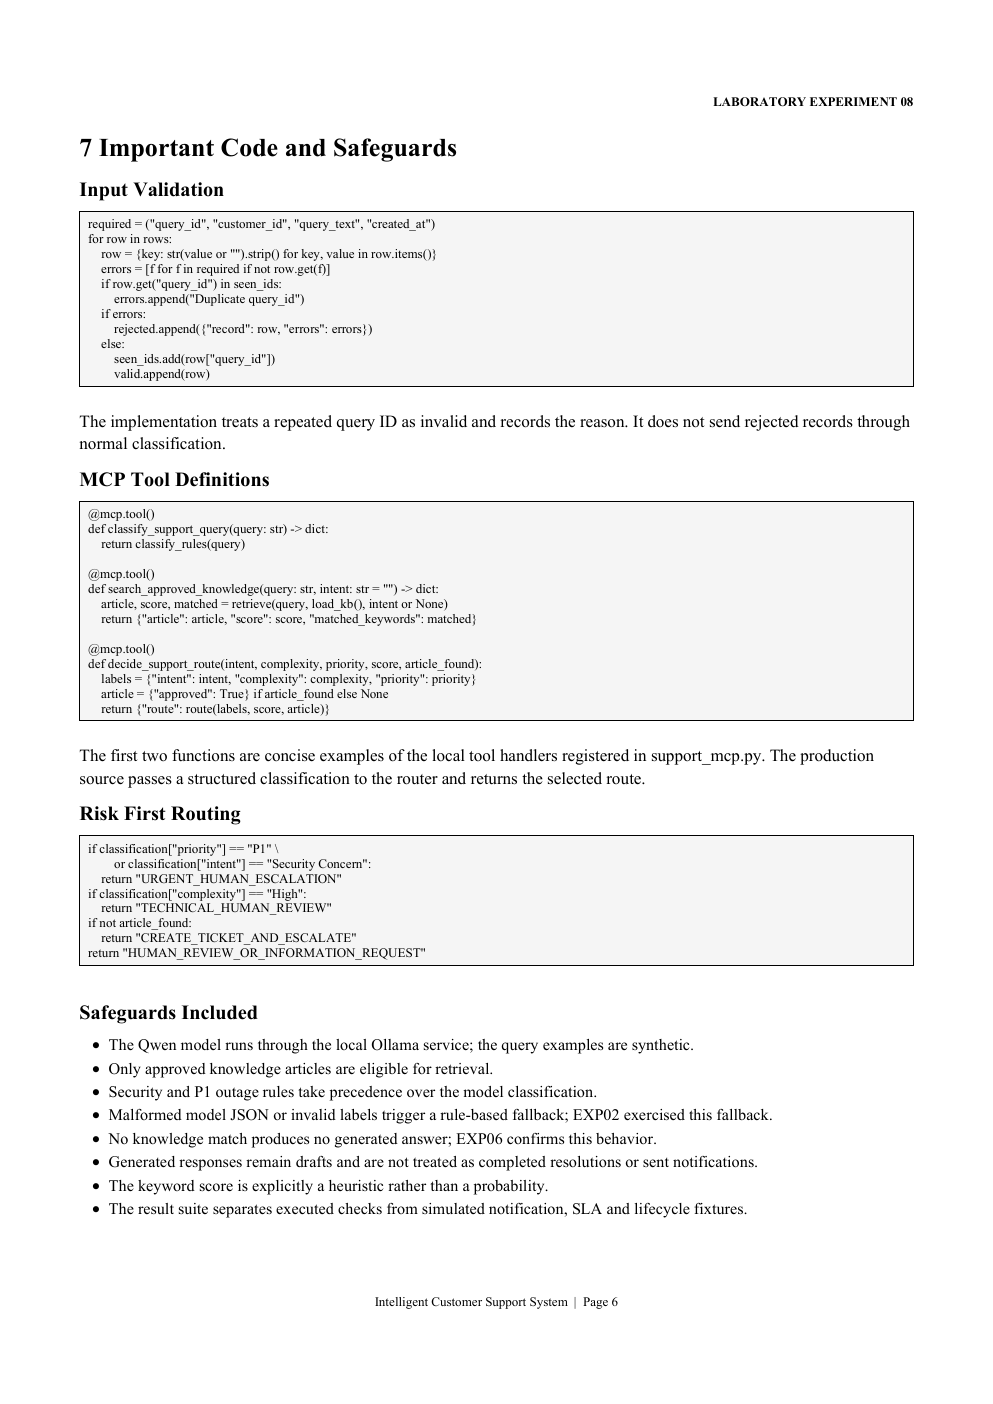 LABORATORY EXPERIMENT 08
7 Important Code and Safeguards
Input Validation
required = ("query_id", "customer_id", "query_text", "created_at")
for row in rows:
    row = {key: str(value or "").strip() for key, value in row.items()}
    errors = [f for f in required if not row.get(f)]
    if row.get("query_id") in seen_ids:
        errors.append("Duplicate query_id")
    if errors:
        rejected.append({"record": row, "errors": errors})
    else:
        seen_ids.add(row["query_id"])
        valid.append(row)
The implementation treats a repeated query ID as invalid and records the reason. It does not send rejected records through
normal classification.
MCP Tool Definitions
@mcp.tool()
def classify_support_query(query: str) -> dict:
    return classify_rules(query)
@mcp.tool()
def search_approved_knowledge(query: str, intent: str = "") -> dict:
    article, score, matched = retrieve(query, load_kb(), intent or None)
    return {"article": article, "score": score, "matched_keywords": matched}
@mcp.tool()
def decide_support_route(intent, complexity, priority, score, article_found):
    labels = {"intent": intent, "complexity": complexity, "priority": priority}
    article = {"approved": True} if article_found else None
    return {"route": route(labels, score, article)}
The first two functions are concise examples of the local tool handlers registered in support_mcp.py. The production
source passes a structured classification to the router and returns the selected route.
Risk First Routing
if classification["priority"] == "P1" \
        or classification["intent"] == "Security Concern":
    return "URGENT_HUMAN_ESCALATION"
if classification["complexity"] == "High":
    return "TECHNICAL_HUMAN_REVIEW"
if not article_found:
    return "CREATE_TICKET_AND_ESCALATE"
return "HUMAN_REVIEW_OR_INFORMATION_REQUEST"
Safeguards Included
● The Qwen model runs through the local Ollama service; the query examples are synthetic.
● Only approved knowledge articles are eligible for retrieval.
● Security and P1 outage rules take precedence over the model classification.
● Malformed model JSON or invalid labels trigger a rule-based fallback; EXP02 exercised this fallback.
● No knowledge match produces no generated answer; EXP06 confirms this behavior.
● Generated responses remain drafts and are not treated as completed resolutions or sent notifications.
● The keyword score is explicitly a heuristic rather than a probability.
● The result suite separates executed checks from simulated notification, SLA and lifecycle fixtures.
Intelligent Customer Support System | Page 6